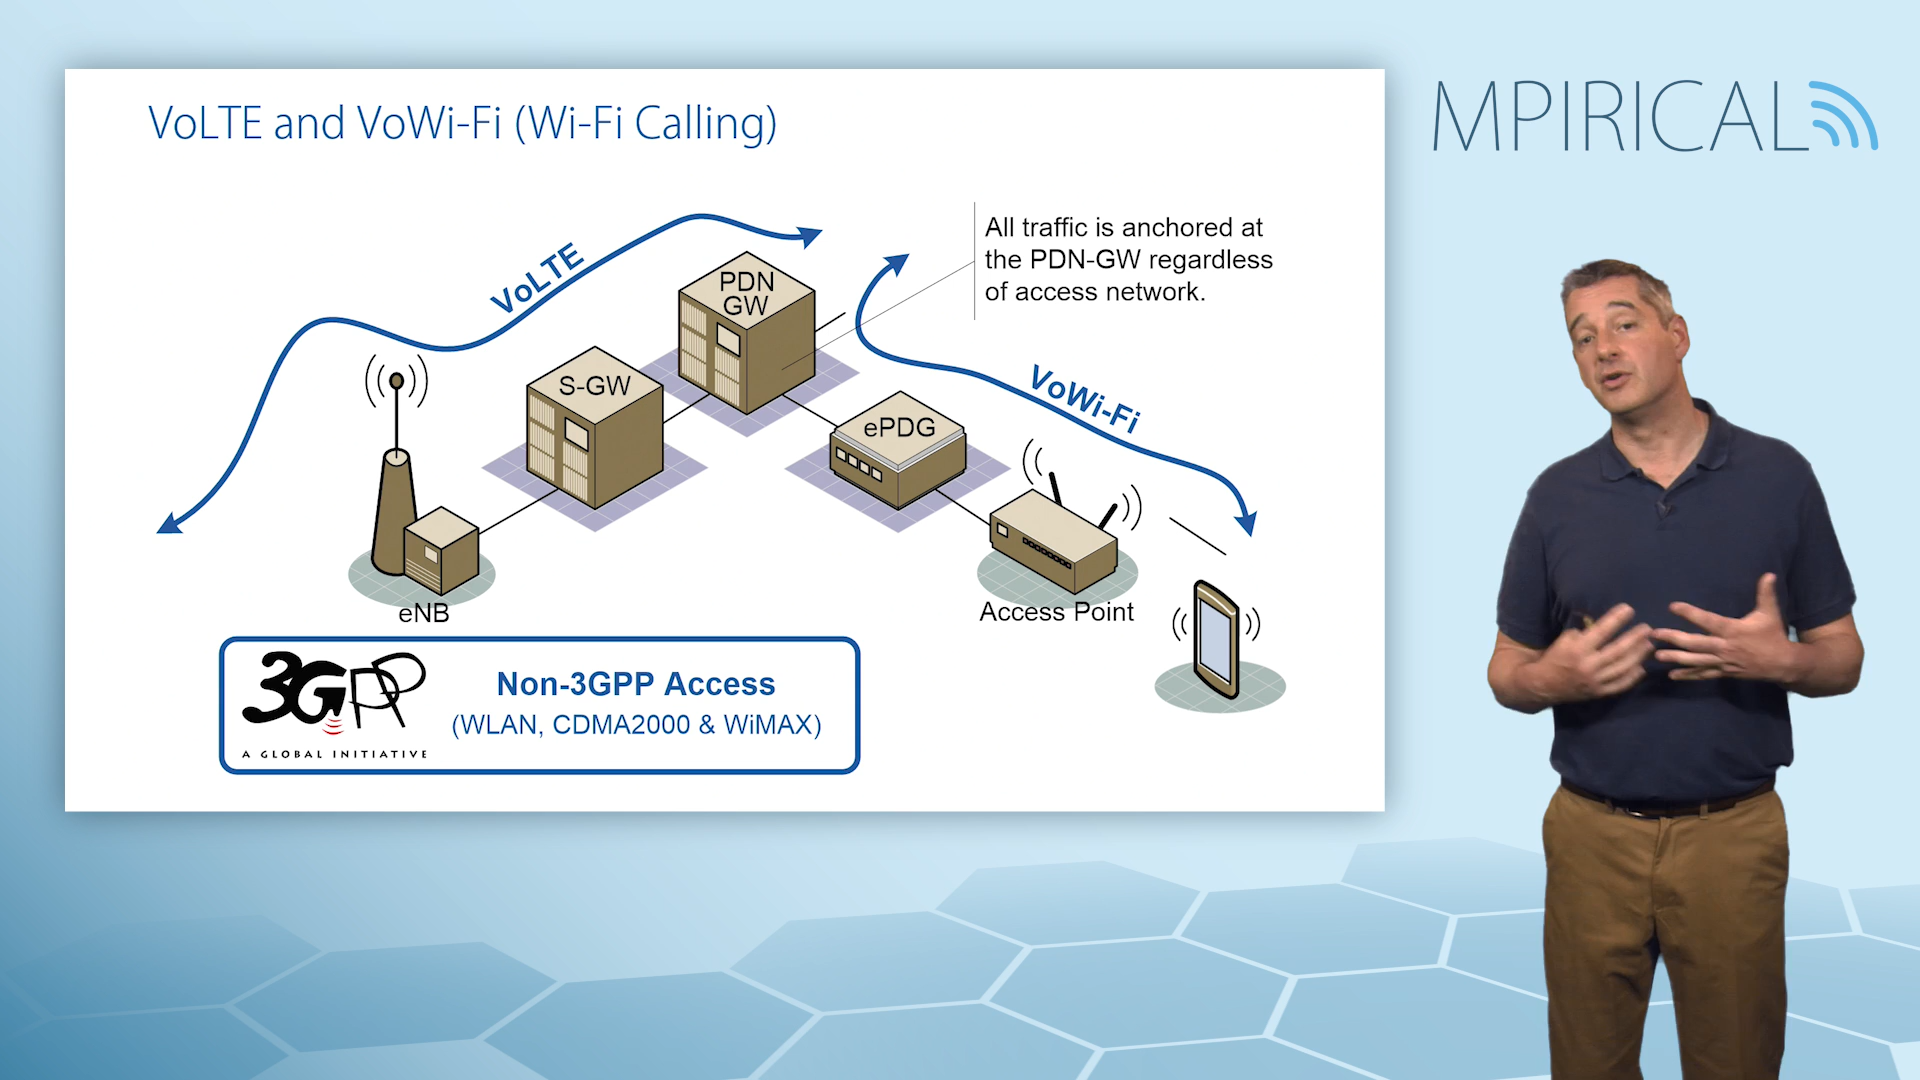 VoLTE and VoWi-Fi (Wi-Fi Calling)
MPIRICAL
All traffic is anchored at
the PDN-GW regardless
of access network.
VoLTE
PDN
GW
S-GW
VoWi-Fi
ePDG
eNB
Access Point
3GPP
A GLOBAL INITIATIVE
Non-3GPP Access
(WLAN, CDMA2000 & WiMAX)